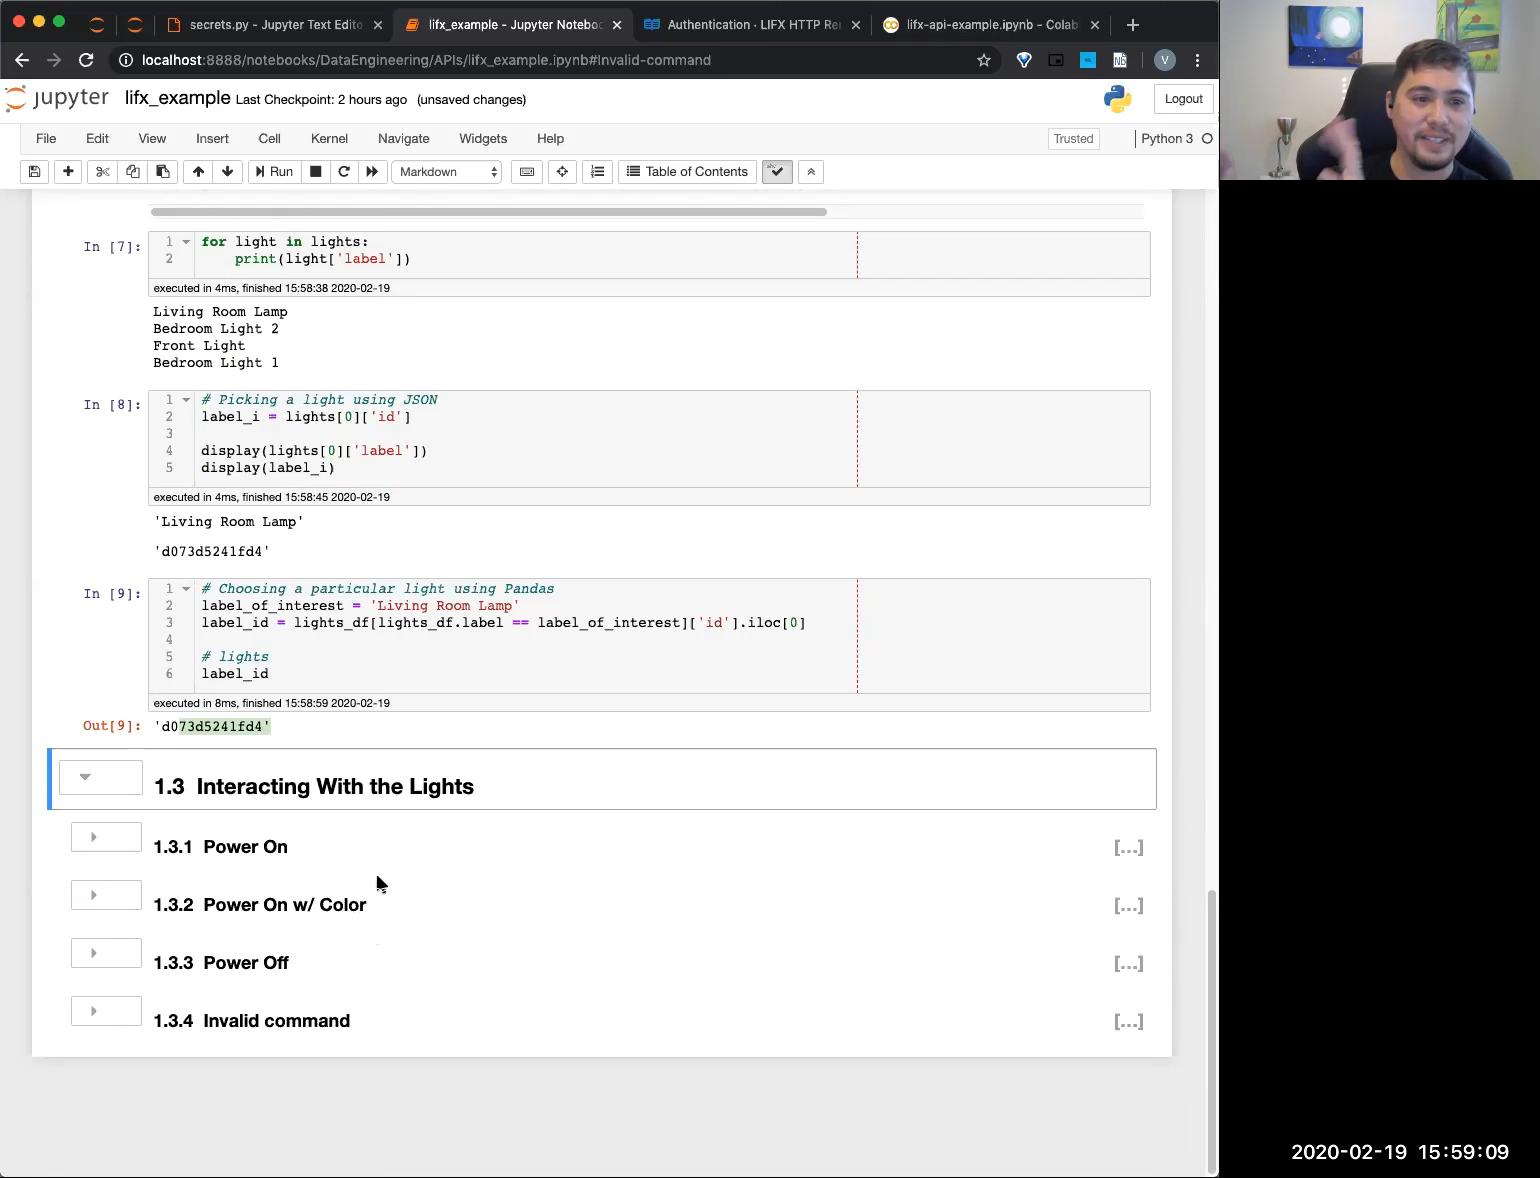 secrets.py - Jupyter Text Edito
lifx_example - Jupyter Noteboo
Authentication · LIFX HTTP Re
lifx-api-example.ipynb - Colab
localhost:8888/notebooks/DataEngineering/APIs/lifx_example.ipynb#Invalid-command
V
jupyter lifx_example Last Checkpoint: 2 hours ago (unsaved changes)
Logout
File Edit View Insert Cell Kernel Navigate Widgets Help
Trusted
Python 3
Run
Markdown
Table of Contents
In [7]:
1 for light in lights:
2 print(light['label'])
executed in 4ms, finished 15:58:38 2020-02-19
Living Room Lamp
Bedroom Light 2
Front Light
Bedroom Light 1
In [8]:
1 # Picking a light using JSON
2 label_i = lights[0]['id']
3
4 display(lights[0]['label'])
5 display(label_i)
executed in 4ms, finished 15:58:45 2020-02-19
'Living Room Lamp'
'd073d5241fd4'
In [9]:
1 # Choosing a particular light using Pandas
2 label_of_interest = 'Living Room Lamp'
3 label_id = lights_df[lights_df.label == label_of_interest]['id'].iloc[0]
4
5 # lights
6 label_id
executed in 8ms, finished 15:58:59 2020-02-19
Out[9]: 'd073d5241fd4'
1.3 Interacting With the Lights
1.3.1 Power On [...]
1.3.2 Power On w/ Color [...]
1.3.3 Power Off [...]
1.3.4 Invalid command [...]
2020-02-19 15:59:09